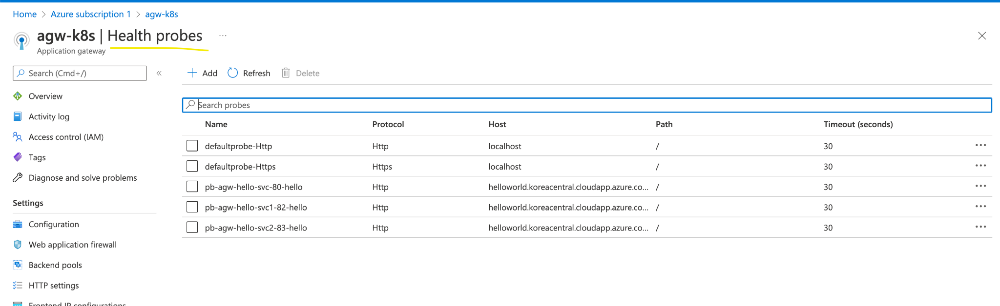 Home > Azure subscription 1 > agw-k8s
agw-k8s | Health probes ...
Application gateway
Search (Cmd+/) «
Add Refresh Delete
Search probes
Name Protocol Host Path Timeout (seconds)
defaultprobe-Http Http localhost / 30 ...
defaultprobe-Https Https localhost / 30 ...
pb-agw-hello-svc-80-hello Http helloworld.koreacentral.cloudapp.azure.co... / 30 ...
pb-agw-hello-svc1-82-hello Http helloworld.koreacentral.cloudapp.azure.co... / 30 ...
pb-agw-hello-svc2-83-hello Http helloworld.koreacentral.cloudapp.azure.co... / 30 ...
Overview
Activity log
Access control (IAM)
Tags
Diagnose and solve problems
Settings
Configuration
Web application firewall
Backend pools
HTTP settings
Frontend IP configurations